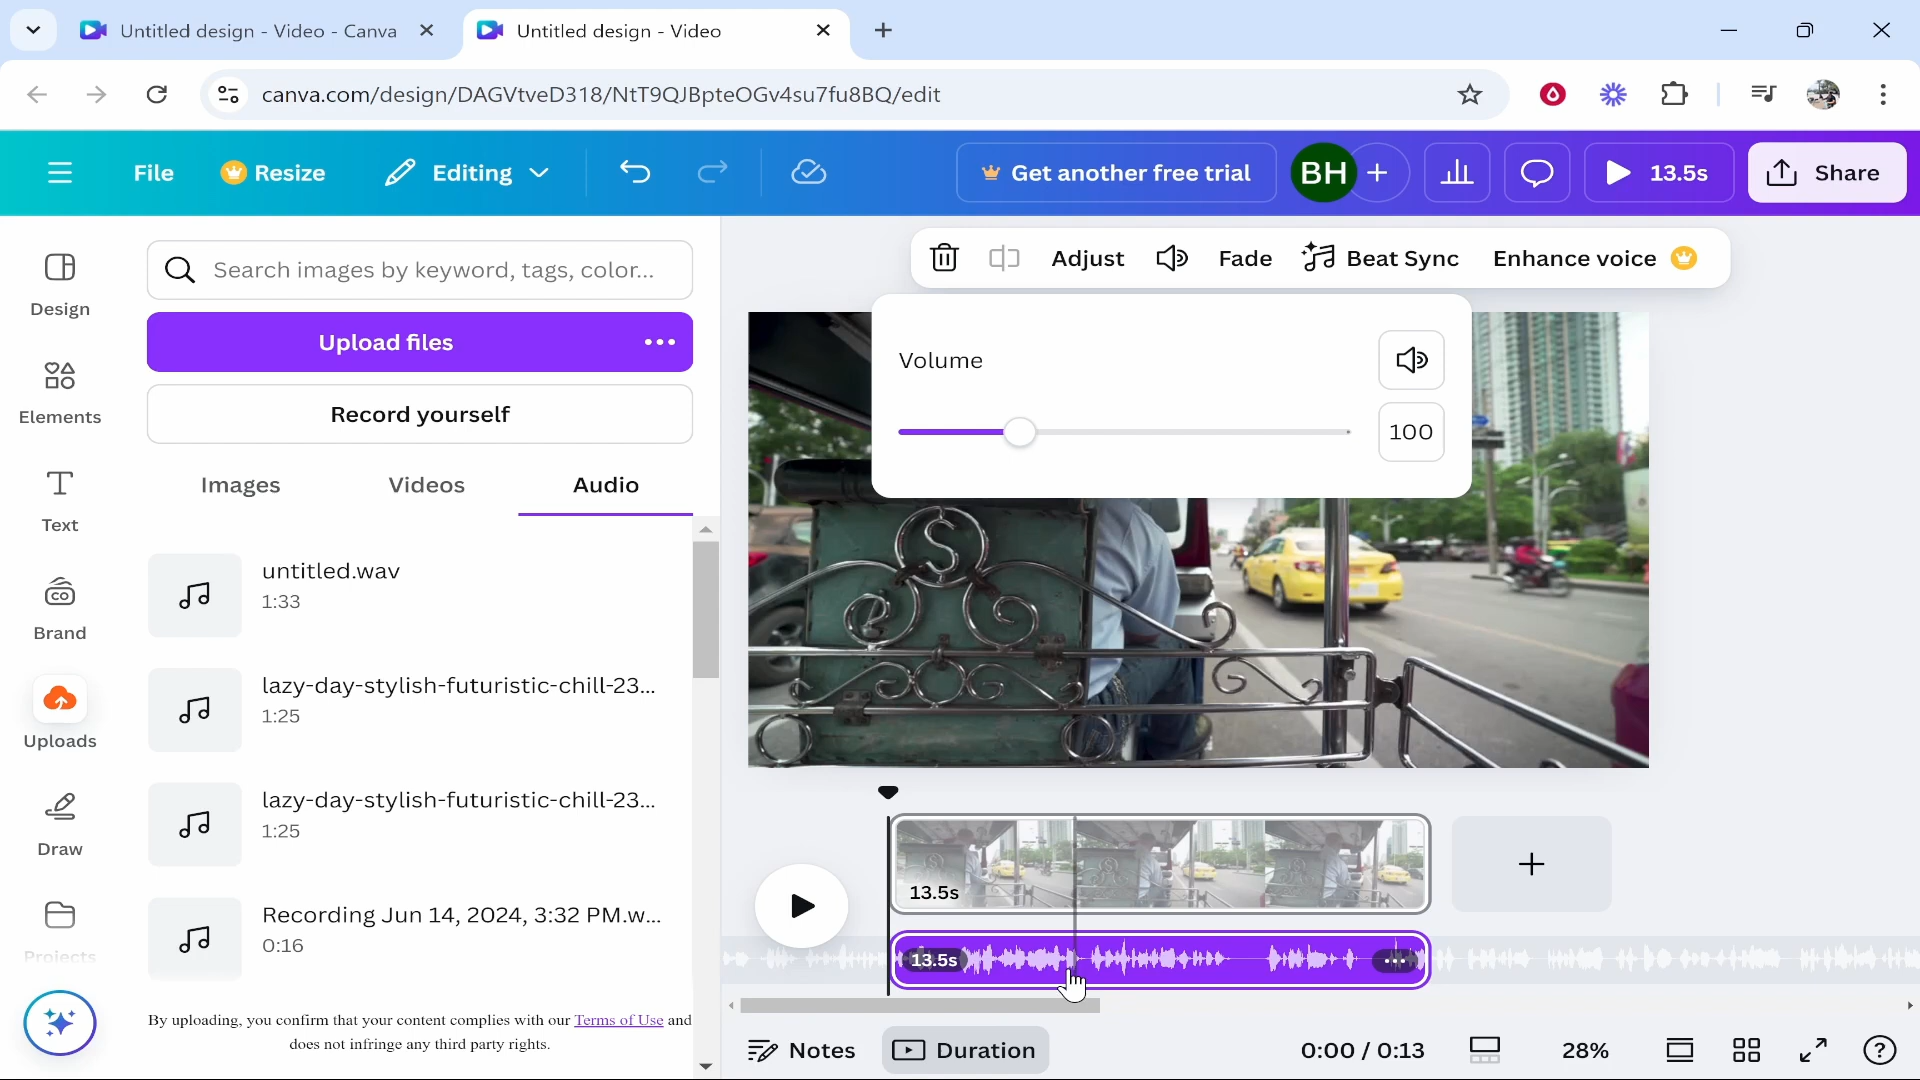 Untitled design - Video - Canva
Untitled design - Video
canva.com/design/DAGVtveD318/NtT9QJBpteOGv4su7fu8BQ/edit
File
Resize
Editing
Get another free trial
BH
13.5s
Share
Design
Elements
Text
Brand
Uploads
Draw
Projects
Search images by keyword, tags, color...
Upload files
Record yourself
Images
Videos
Audio
untitled.wav
1:33
lazy-day-stylish-futuristic-chill-23...
1:25
lazy-day-stylish-futuristic-chill-23...
1:25
Recording Jun 14, 2024, 3:32 PM.w...
0:16
By uploading, you confirm that your content complies with our Terms of Use and
does not infringe any third party rights.
Adjust
Fade
Beat Sync
Enhance voice
Volume
100
S
13.5s
13.5s
Notes
Duration
0:00 / 0:13
28%